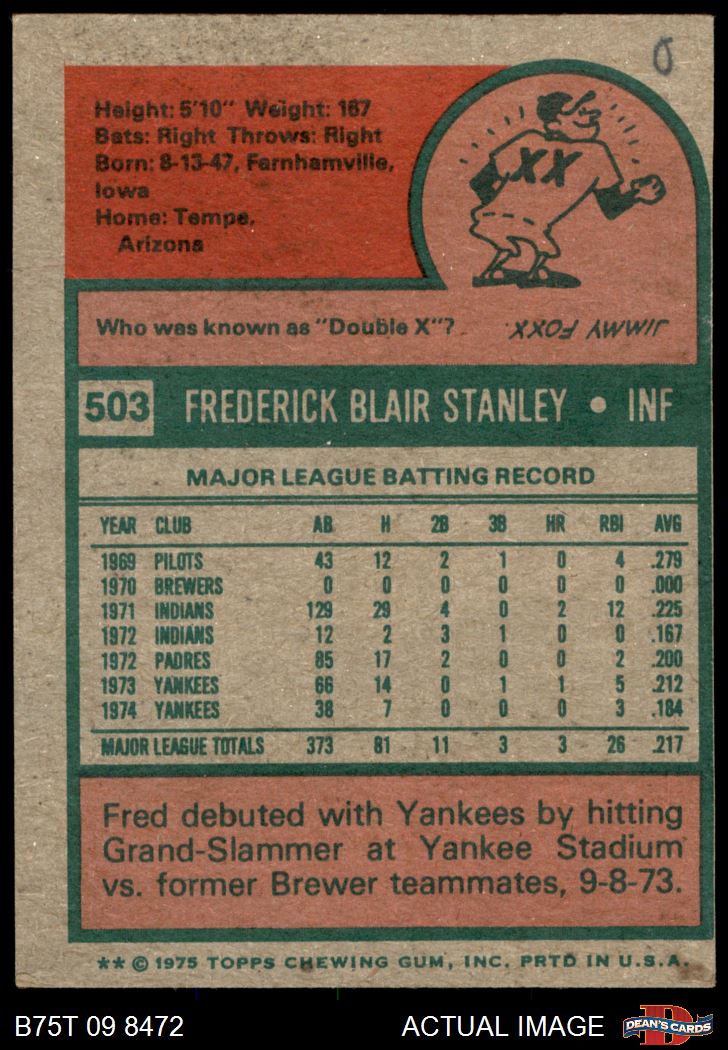 0
Height: 5'10" Weight: 167
Bats: Right Throws: Right
Born: 8-13-47, Farnhamville,
Iowa
Home: Tempe,
Arizona
XX
Who was known as "Double X"?
JIMMY FOXX.
503 FREDERICK BLAIR STANLEY • INF
MAJOR LEAGUE BATTING RECORD
YEAR CLUB AB H 2B 3B HR RBI AVG
1969 PILOTS 43 12 2 1 0 4 .279
1970 BREWERS 0 0 0 0 0 0 .000
1971 INDIANS 129 29 4 0 2 12 .225
1972 INDIANS 12 2 3 1 0 0 .167
1972 PADRES 85 17 2 0 0 2 .200
1973 YANKEES 66 14 0 1 1 5 .212
1974 YANKEES 38 7 0 0 0 3 .184
MAJOR LEAGUE TOTALS 373 81 11 3 3 26 .217
Fred debuted with Yankees by hitting
Grand-Slammer at Yankee Stadium
vs. former Brewer teammates, 9-8-73.
** © 1975 TOPPS CHEWING GUM, INC. PRTD IN U.S.A.
B75T 09 8472 ACTUAL IMAGE D DEAN'S CARDS